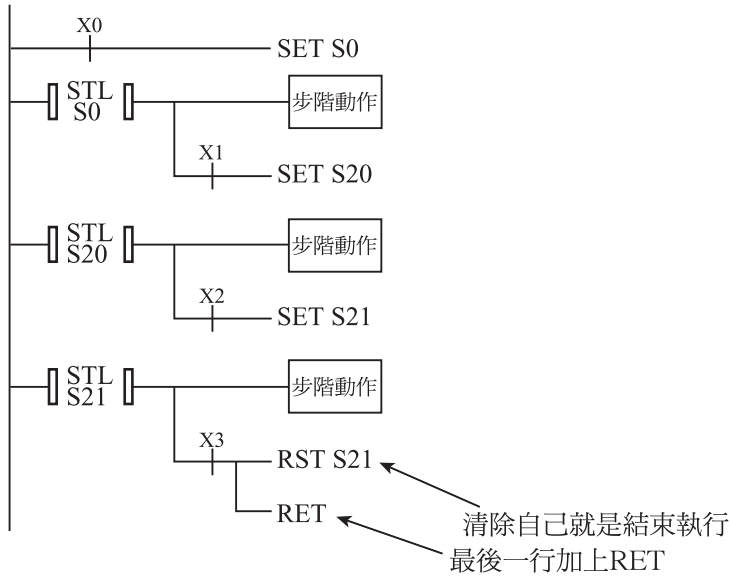 X0
SET S0
STL
S0
步階動作
X1
SET S20
STL
S20
步階動作
X2
SET S21
STL
S21
步階動作
X3
RST S21
RET
清除自己就是結束執行
最後一行加上RET